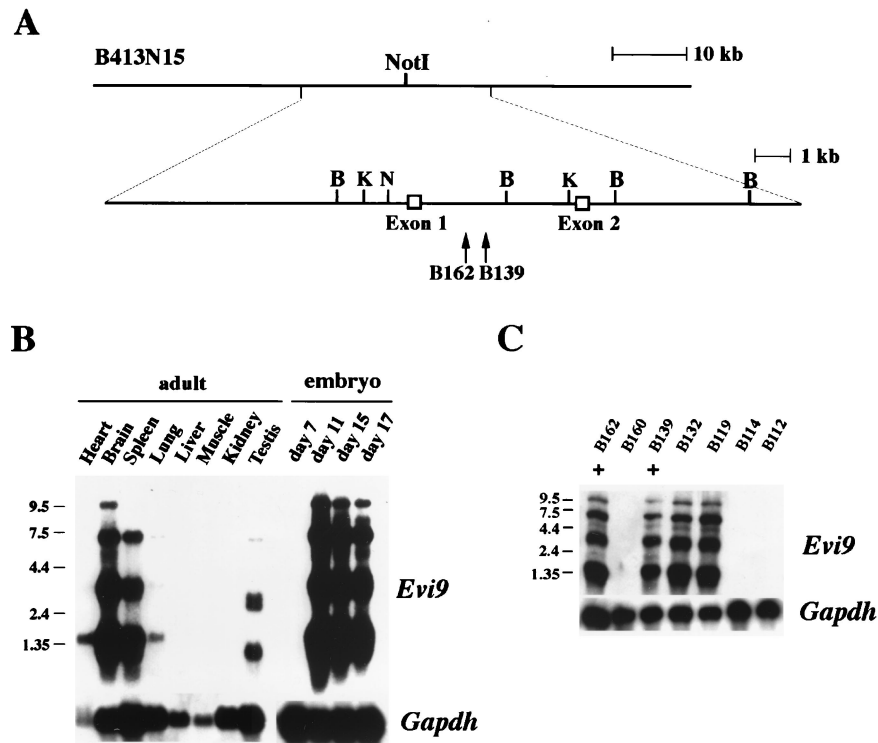 A
B413N15
NotI
10 kb
1 kb
B K N B K B B
Exon 1 Exon 2
B162 B139
B
adult embryo
Heart Brain Spleen Lung Liver Muscle Kidney Testis day 7 day 11 day 15 day 17
9.5
7.5
4.4
2.4
1.35
Evi9
Gapdh
C
B162 B160 B139 B132 B119 B114 B112
+ +
9.5
7.5
4.4
2.4
1.35
Evi9
Gapdh